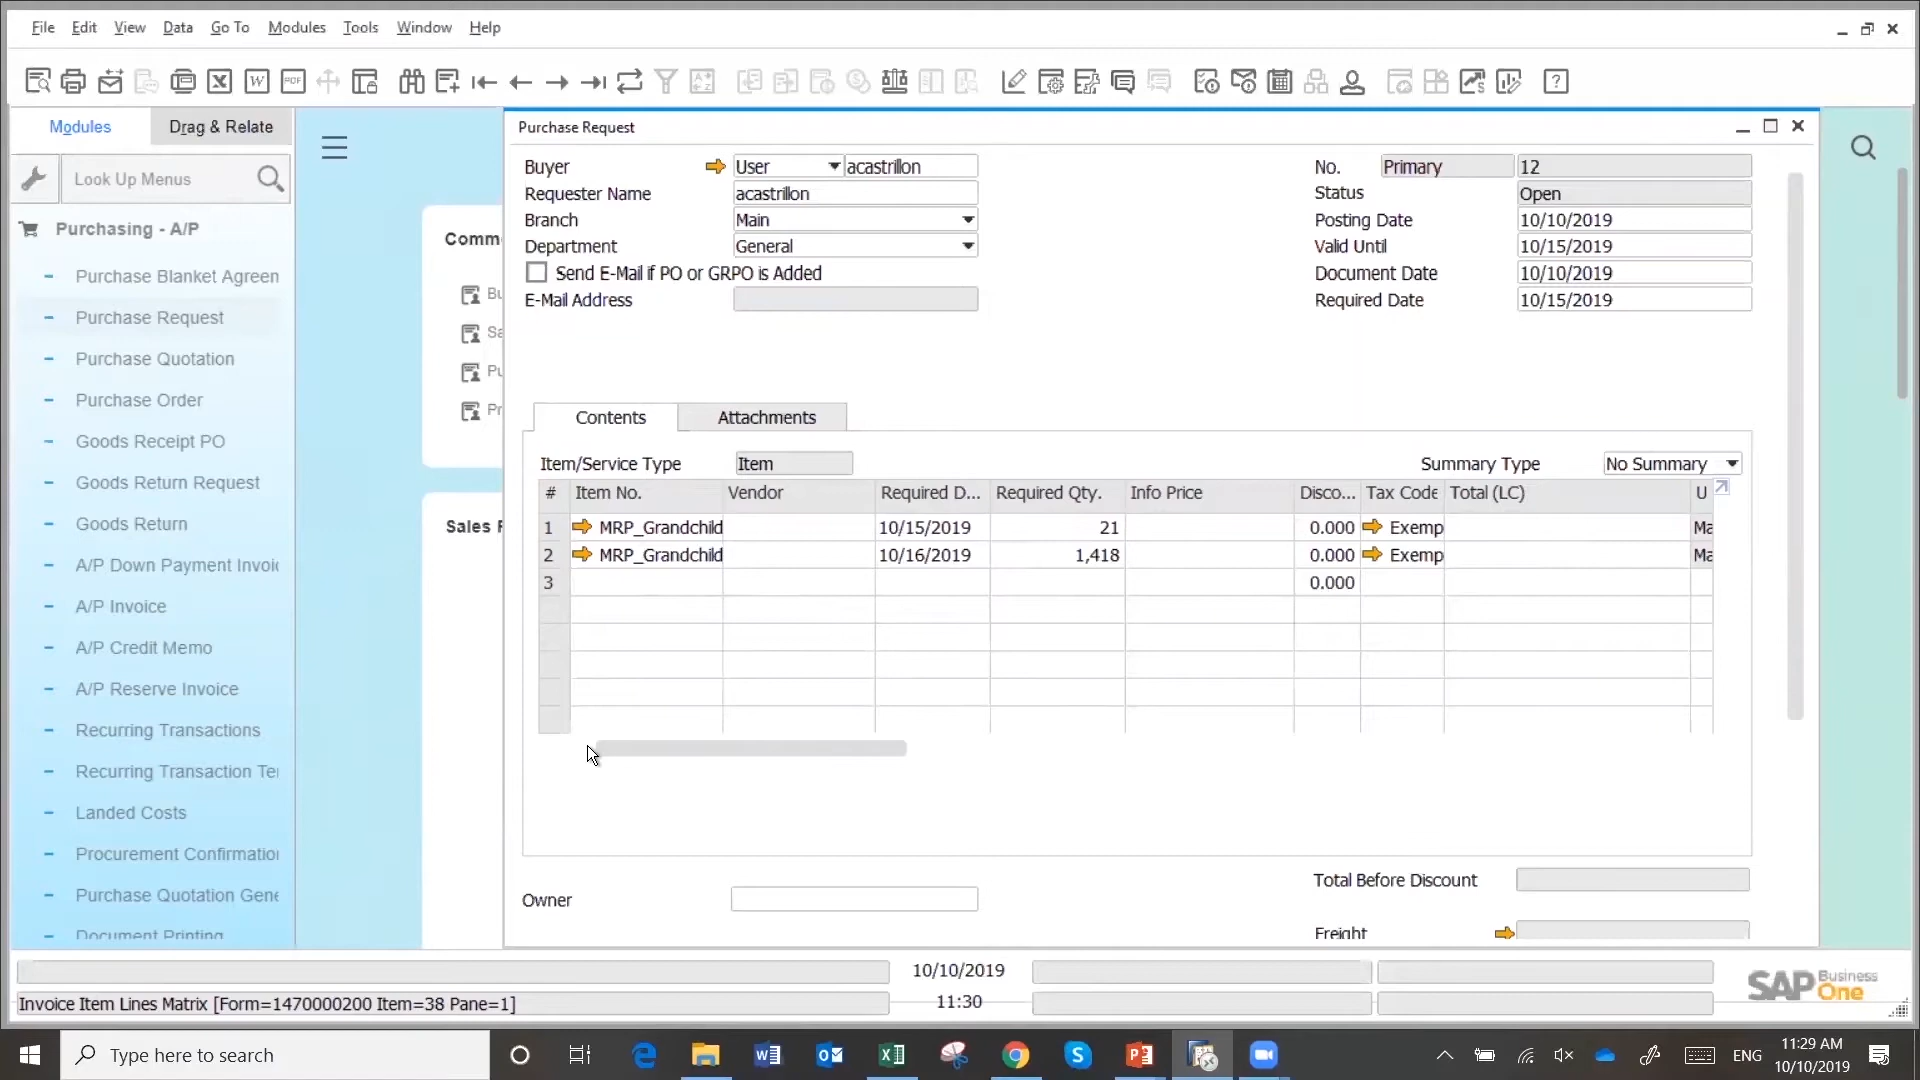 File Edit View Data Go To Modules Tools Window Help
Modules Drag & Relate
Look Up Menus
Purchasing - A/P
Purchase Blanket Agreen
Purchase Request
Purchase Quotation
Purchase Order
Goods Receipt PO
Goods Return Request
Goods Return
A/P Down Payment Invoi
A/P Invoice
A/P Credit Memo
A/P Reserve Invoice
Recurring Transactions
Recurring Transaction Te
Landed Costs
Procurement Confirmatio
Purchase Quotation Gene
Document Printing
Comm
Bu
Sa
Pu
Pr
Sales F
Purchase Request
Buyer User acastrillon
Requester Name acastrillon
Branch Main
Department General
Send E-Mail if PO or GRPO is Added
E-Mail Address
No. Primary 12
Status Open
Posting Date 10/10/2019
Valid Until 10/15/2019
Document Date 10/10/2019
Required Date 10/15/2019
Contents Attachments
Item/Service Type Item Summary Type No Summary
# Item No. Vendor Required D... Required Qty. Info Price Disco... Tax Code Total (LC) U
1 MRP_Grandchild 10/15/2019 21 0.000 Exemp Ma
2 MRP_Grandchild 10/16/2019 1,418 0.000 Exemp Ma
3 0.000
Total Before Discount
Owner
Freight
10/10/2019
11:30
Invoice Item Lines Matrix [Form=1470000200 Item=38 Pane=1]
SAP Business One
Type here to search
ENG
11:29 AM
10/10/2019